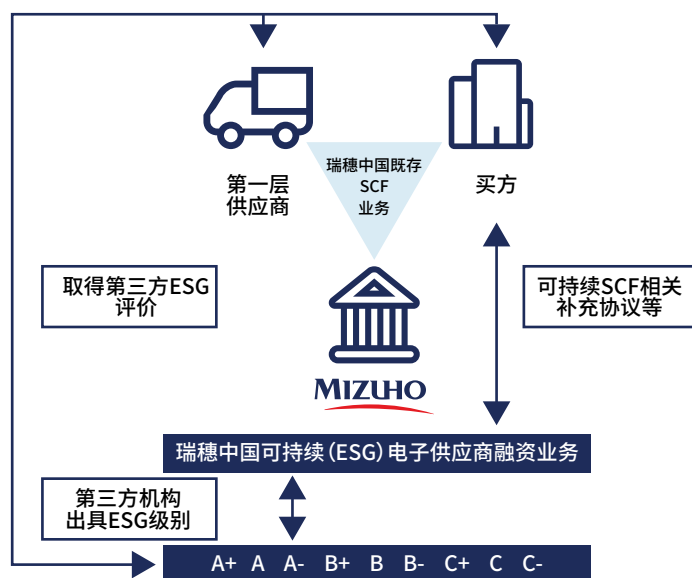 第一层
供应商
瑞穗中国既存
SCF
业务
买方
取得第三方ESG
评价
可持续SCF相关
补充协议等
MIZUHO
瑞穗中国可持续(ESG)电子供应商融资业务
第三方机构
出具ESG级别
A+ A A- B+ B B- C+ C C-